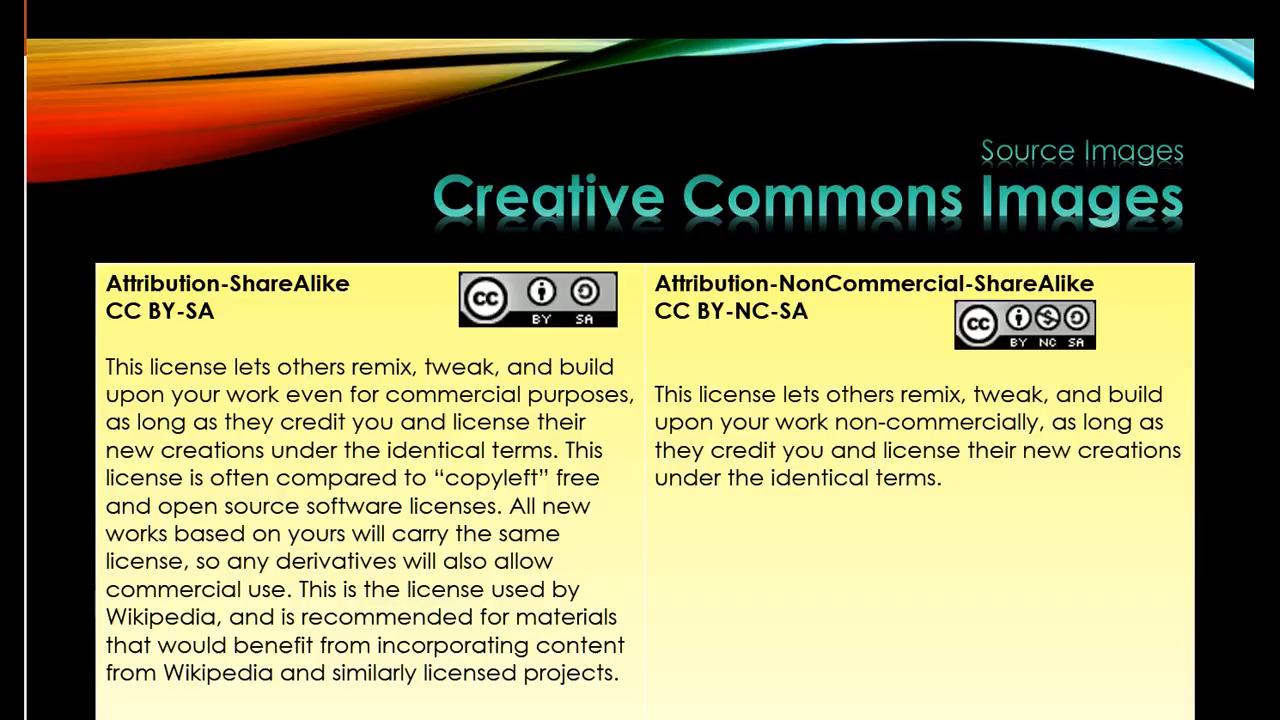 Source Images
Creative Commons Images
Attribution-ShareAlike
CC BY-SA
cc BY SA
This license lets others remix, tweak, and build
upon your work even for commercial purposes,
as long as they credit you and license their
new creations under the identical terms. This
license is often compared to “copyleft” free
and open source software licenses. All new
works based on yours will carry the same
license, so any derivatives will also allow
commercial use. This is the license used by
Wikipedia, and is recommended for materials
that would benefit from incorporating content
from Wikipedia and similarly licensed projects.
Attribution-NonCommercial-ShareAlike
CC BY-NC-SA
cc BY NC SA
This license lets others remix, tweak, and build
upon your work non-commercially, as long as
they credit you and license their new creations
under the identical terms.